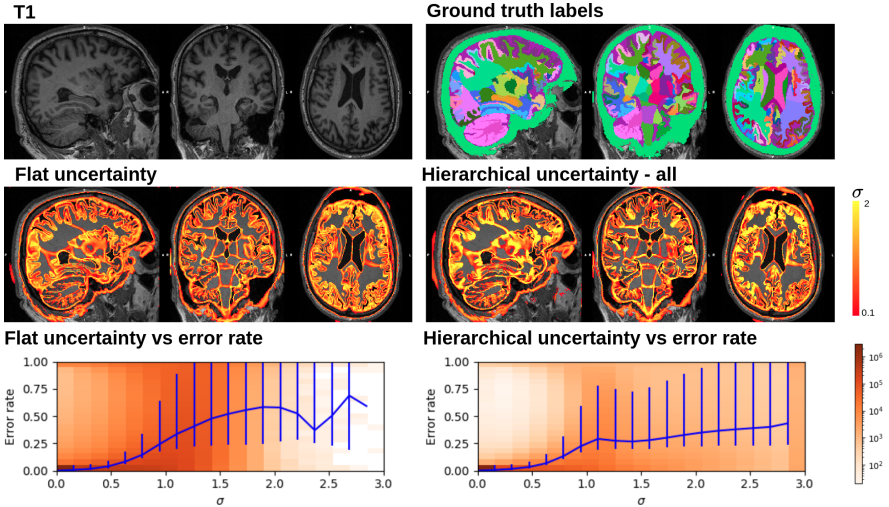 T1
Ground truth labels
Flat uncertainty
Hierarchical uncertainty - all
σ
2
0.1
Flat uncertainty vs error rate
Hierarchical uncertainty vs error rate
1.00
0.75
0.50
0.25
0.00
Error rate
0.0 0.5 1.0 1.5 2.0 2.5 3.0
σ
1.00
0.75
0.50
0.25
0.00
Error rate
0.0 0.5 1.0 1.5 2.0 2.5 3.0
σ
10⁶
10⁵
10⁴
10³
10²